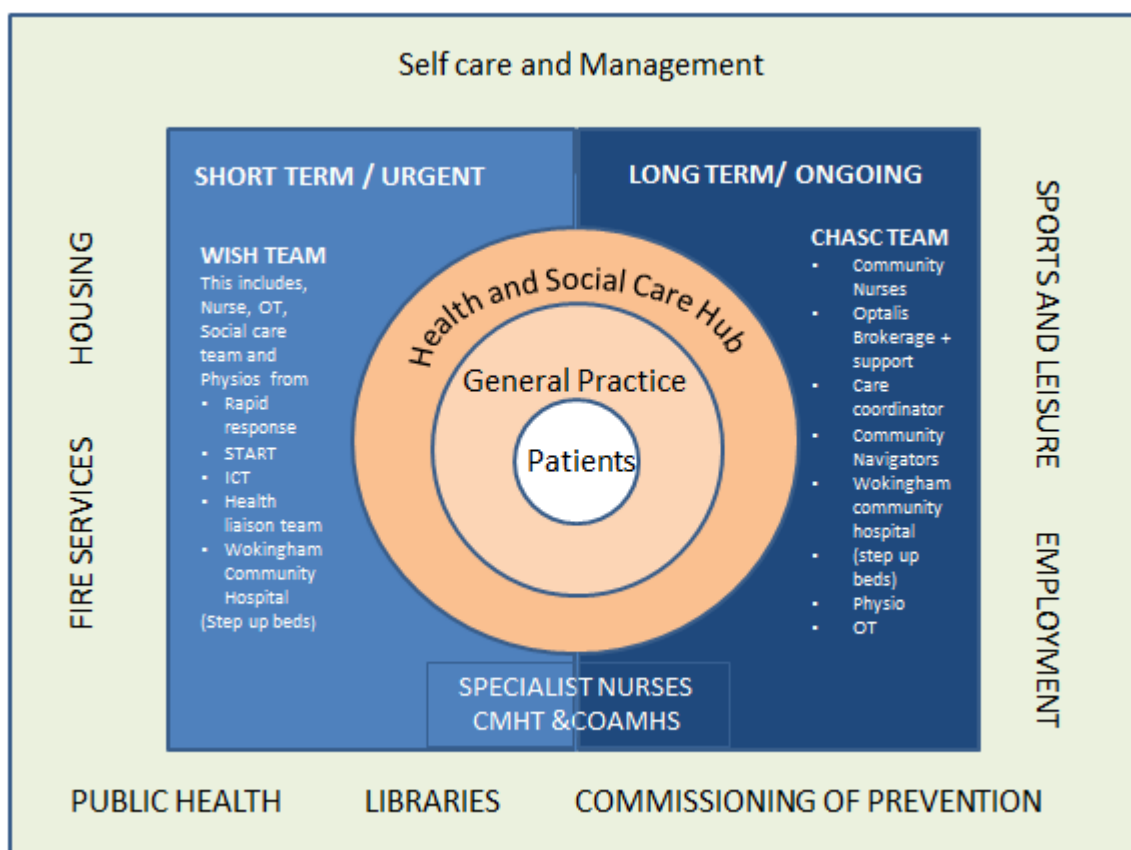 Self care and Management
HOUSING
FIRE SERVICES
SHORT TERM / URGENT
WISH TEAM
This includes,
Nurse, OT,
Social care
team and
Physios from
• Rapid
response
• START
• ICT
• Health
liaison team
• Wokingham
Community
Hospital
(Step up beds)
Health and Social Care Hub
General Practice
Patients
LONG TERM/ ONGOING
CHASC TEAM
• Community
Nurses
• Optalis
Brokerage +
support
• Care
coordinator
• Community
Navigators
• Wokingham
community
hospital
• (step up
beds)
• Physio
• OT
SPECIALIST NURSES
CMHT &COAMHS
SPORTS AND LEISURE
EMPLOYMENT
PUBLIC HEALTH
LIBRARIES
COMMISSIONING OF PREVENTION